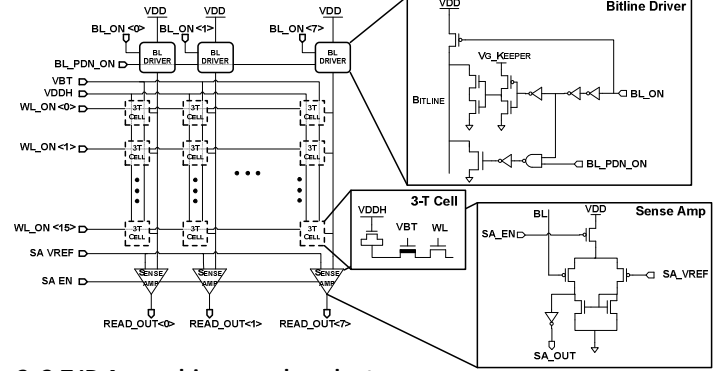 VDD
VDD
VDD
BL_ON <0>
BL_ON<1>
BL_ON<7>
BL DRIVER
BL DRIVER
BL DRIVER
BL_PDN_ON
VBT
VDDH
WL_ON <0>
3T CELL
3T CELL
3T CELL
WL_ON <1>
3T CELL
3T CELL
3T CELL
WL_ON <15>
3T CELL
3T CELL
3T CELL
SA VREF
SA EN
SENSE AMP
SENSE AMP
SENSE AMP
READ_OUT<0>
READ_OUT<1>
READ_OUT<7>
VDD
Bitline Driver
VG_KEEPER
BITLINE
BL_ON
BL_PDN_ON
3-T Cell
VDDH
VBT
WL
BL
VDD
Sense Amp
SA_EN
SA_VREF
SA_OUT